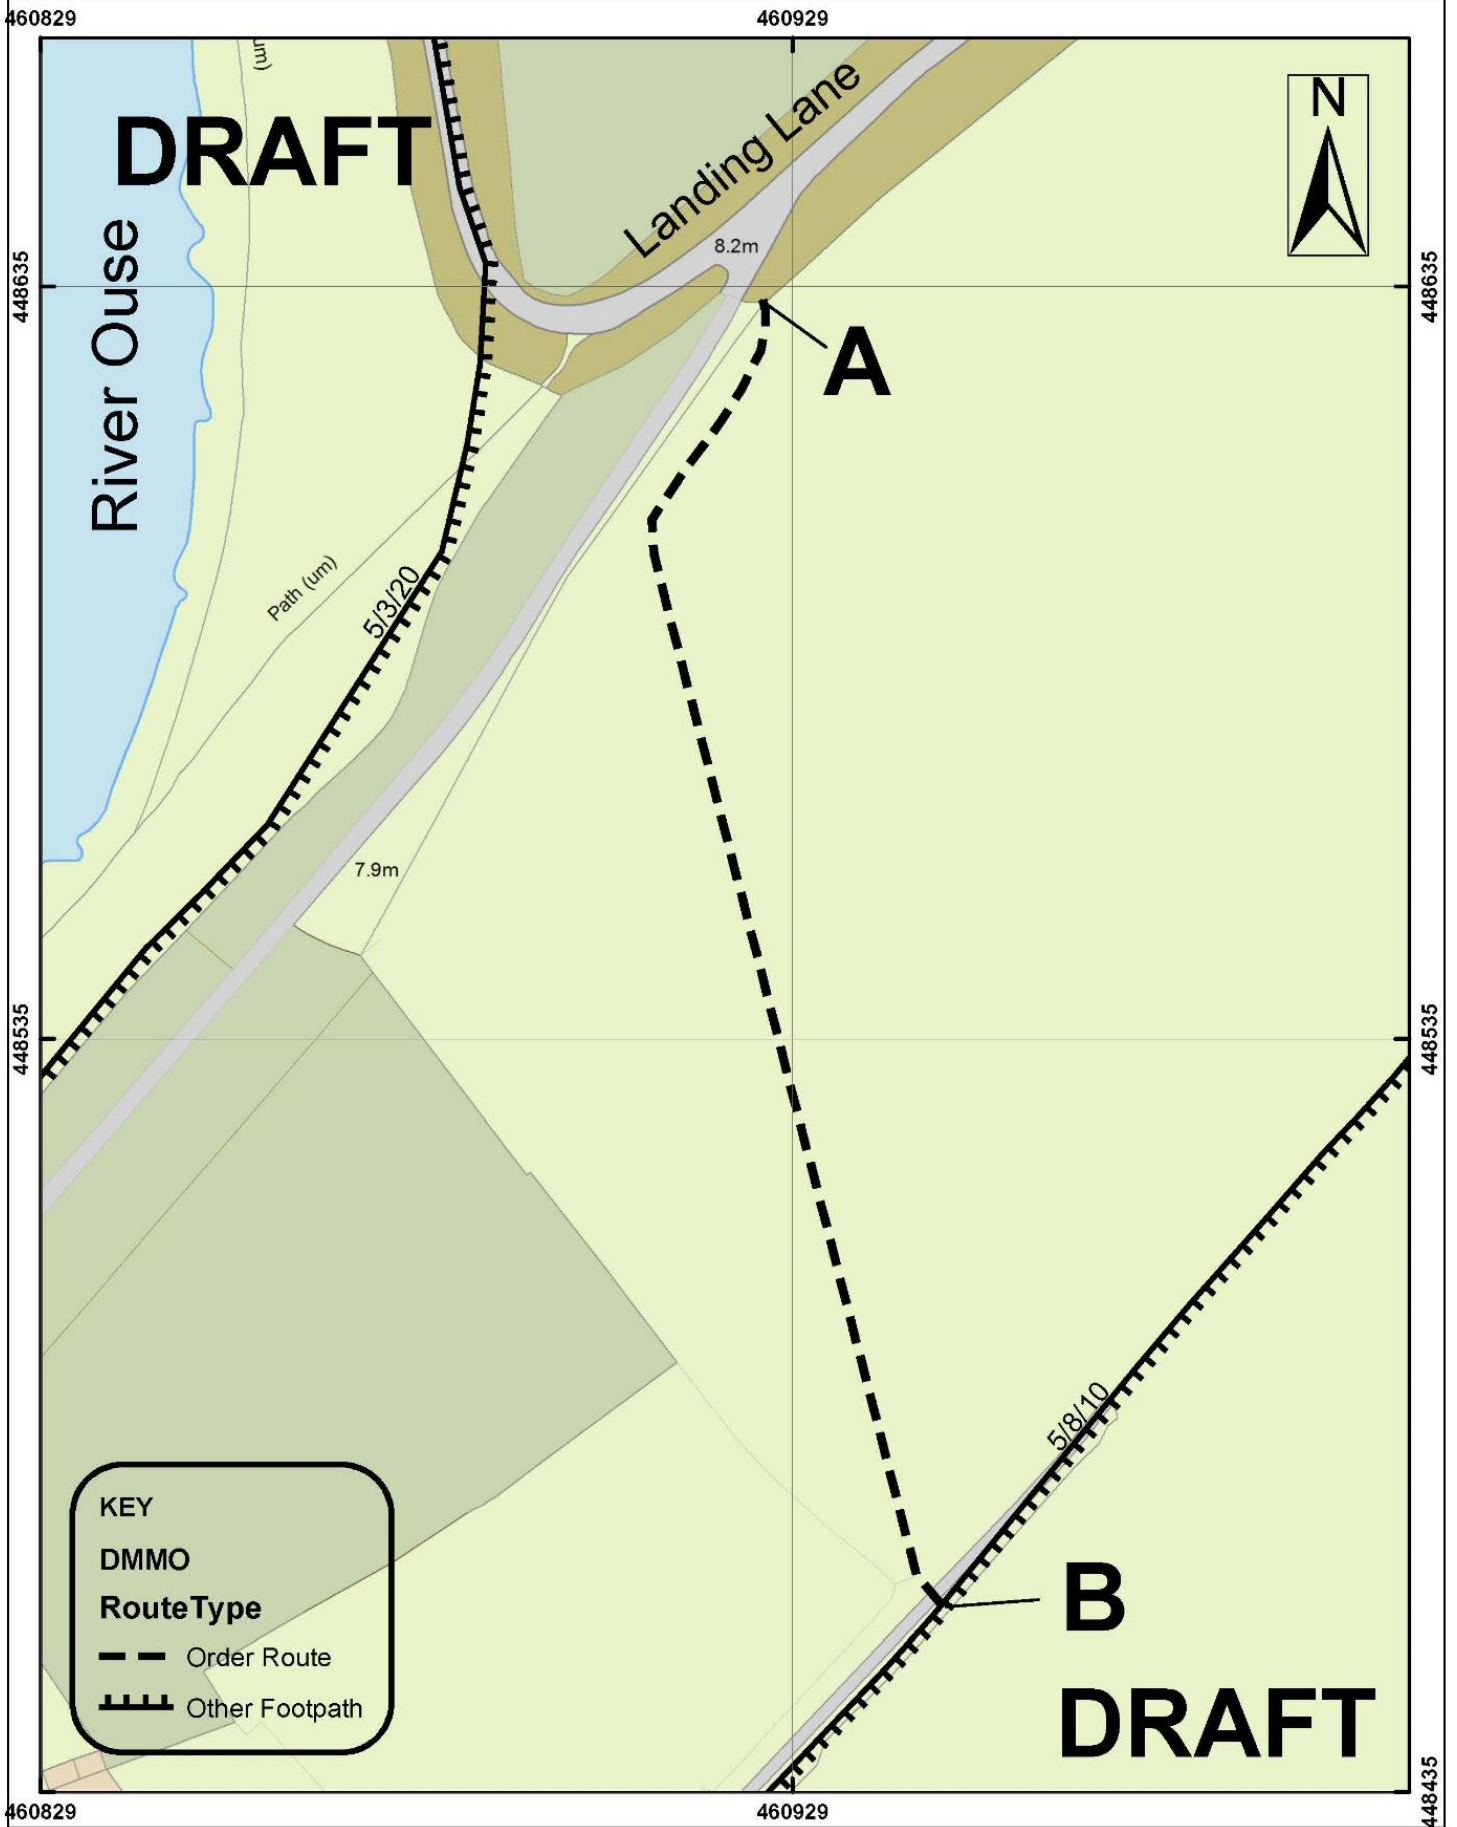 460829
460929
um)
DRAFT
N
Landing Lane
8.2m
River Ouse
448635
448635
A
Path (um)
5/3/20
7.9m
448535
448535
5/8/10
KEY
DMMO
RouteType
Order Route
Other Footpath
B
DRAFT
448435
460829
460929